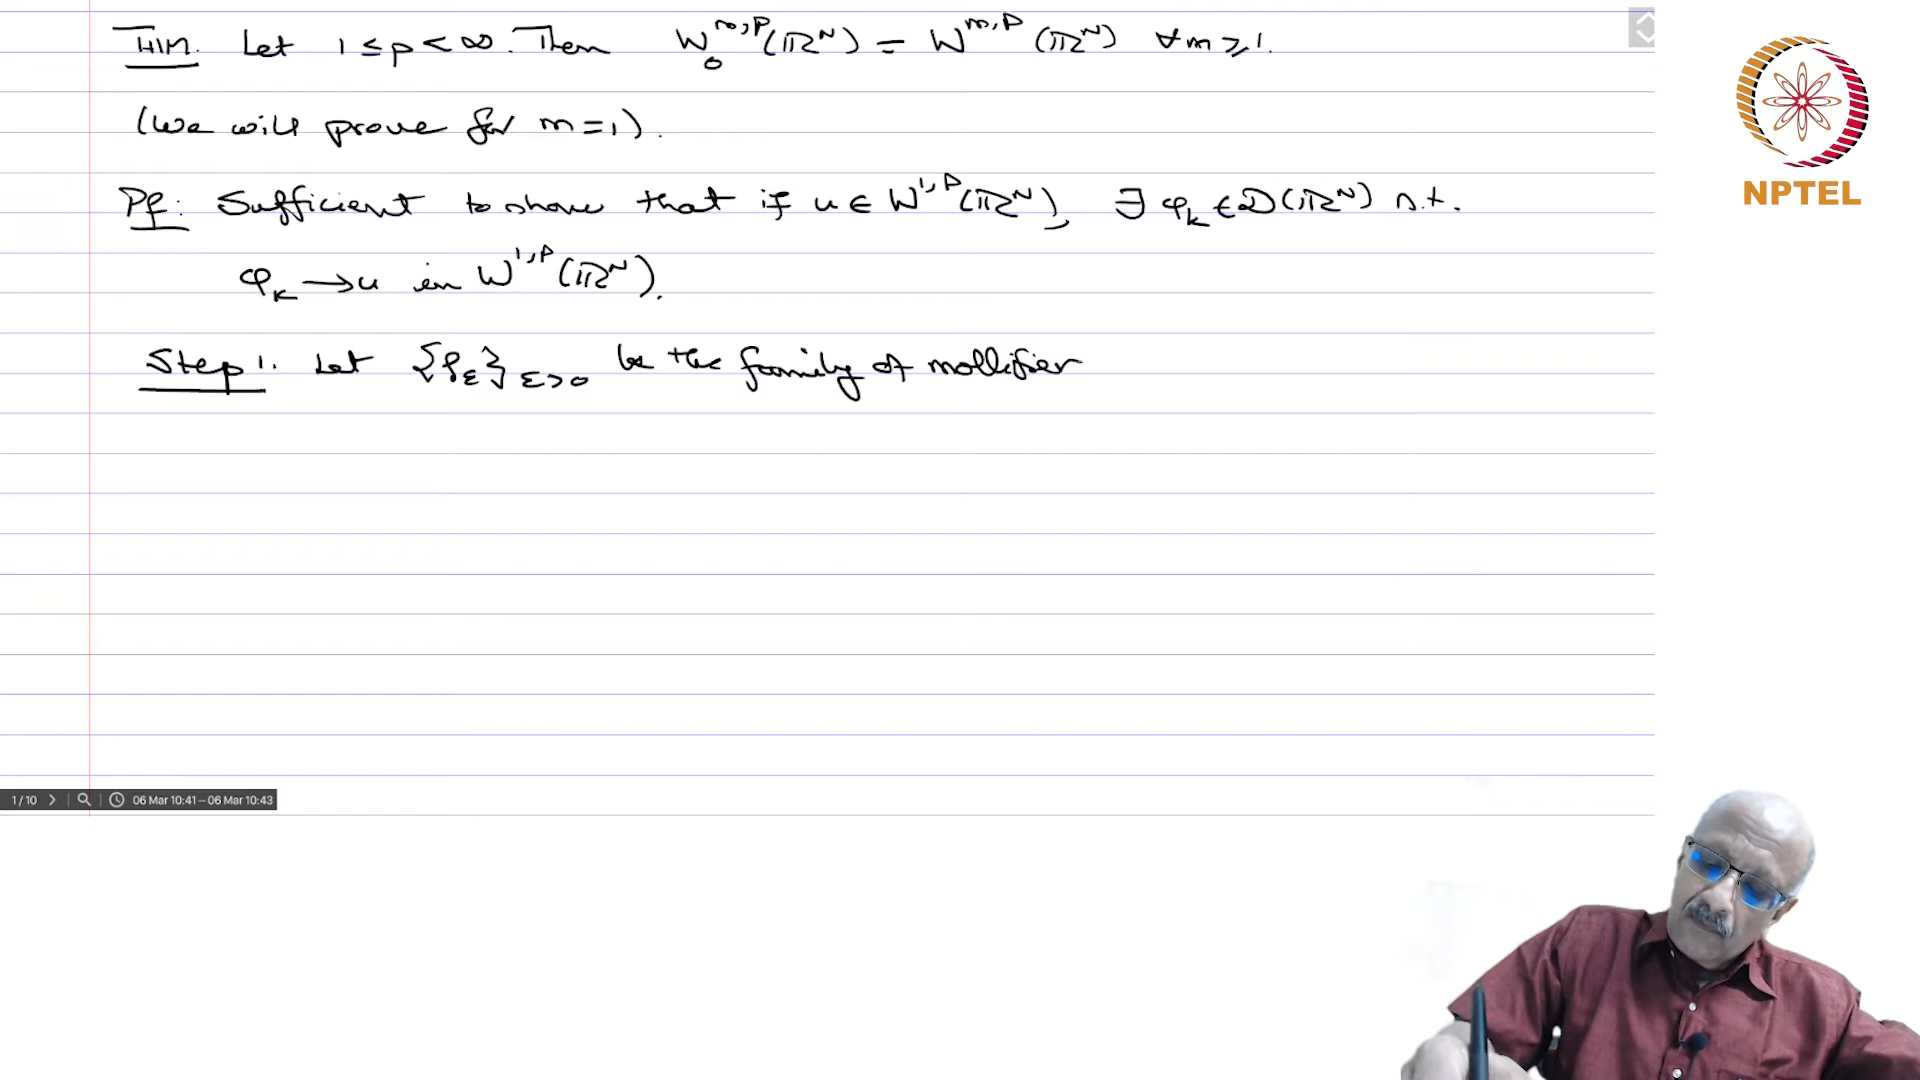 THM. Let 1 ≤ p < ∞. Then W₀^{m,p}(ℝ^N) = W^{m,p}(ℝ^N) ∀ m ≥ 1.
(We will prove for m = 1).
Pf: Sufficient to show that if u ∈ W^{1,p}(ℝ^N), ∃ φ_k ∈ 𝒟(ℝ^N) s.t.
φ_k → u in W^{1,p}(ℝ^N).
Step 1. Let {ρ_ε}_{ε>0} be the family of mollifier
NPTEL
1 / 10 06 Mar 10:41 – 06 Mar 10:43